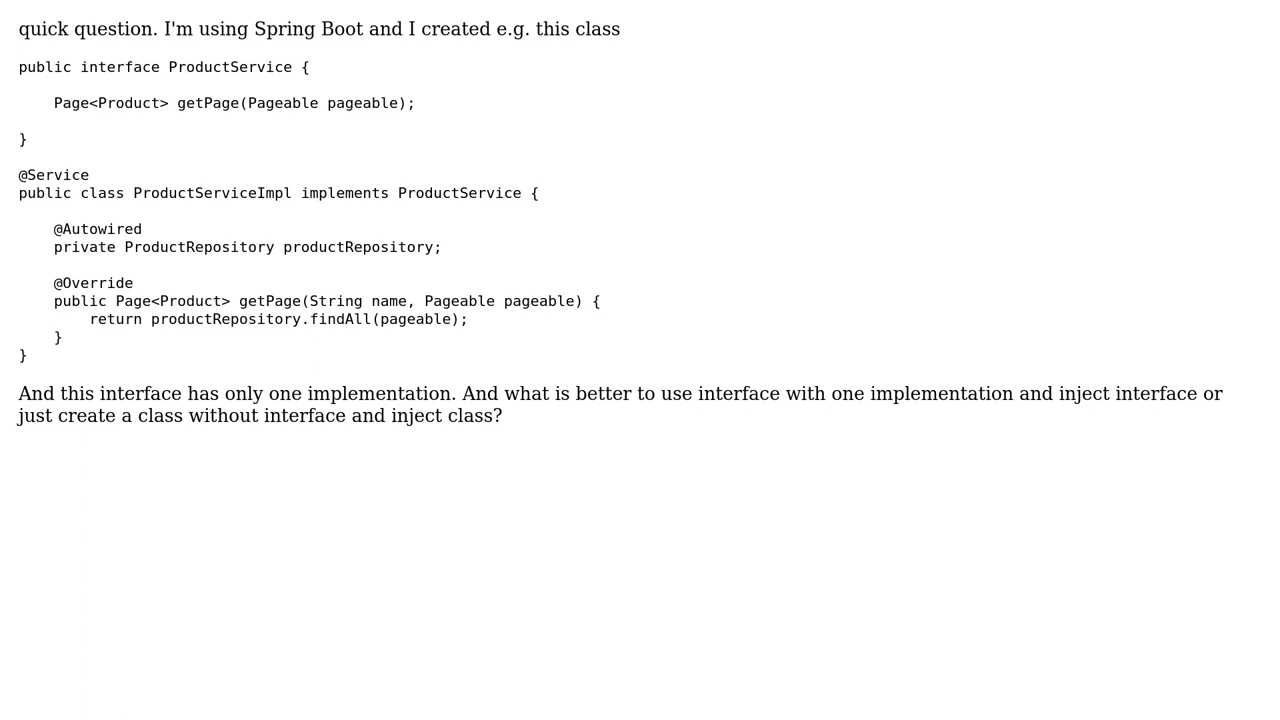 quick question. I'm using Spring Boot and I created e.g. this class
public interface ProductService {
    Page<Product> getPage(Pageable pageable);
}
@Service
public class ProductServiceImpl implements ProductService {
    @Autowired
    private ProductRepository productRepository;
    @Override
    public Page<Product> getPage(String name, Pageable pageable) {
        return productRepository.findAll(pageable);
    }
}
And this interface has only one implementation. And what is better to use interface with one implementation and inject interface or
just create a class without interface and inject class?